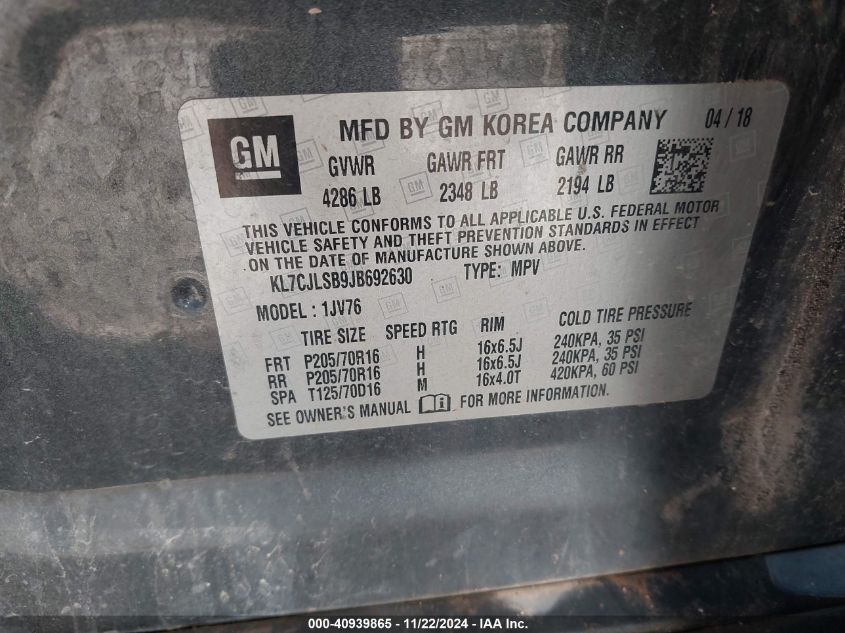 GM
MFD BY GM KOREA COMPANY 04 / 18
GVWR GAWR FRT GAWR RR
4286 LB 2348 LB 2194 LB
THIS VEHICLE CONFORMS TO ALL APPLICABLE U.S. FEDERAL MOTOR
VEHICLE SAFETY AND THEFT PREVENTION STANDARDS IN EFFECT
ON THE DATE OF MANUFACTURE SHOWN ABOVE.
KL7CJLSB9JB692630 TYPE: MPV
MODEL : 1JV76
TIRE SIZE SPEED RTG RIM COLD TIRE PRESSURE
FRT P205/70R16 H 16x6.5J 240KPA, 35 PSI
RR P205/70R16 H 16x6.5J 240KPA, 35 PSI
SPA T125/70D16 M 16x4.0T 420KPA, 60 PSI
SEE OWNER'S MANUAL FOR MORE INFORMATION.
000-40939865 - 11/22/2024 - IAAI.COM